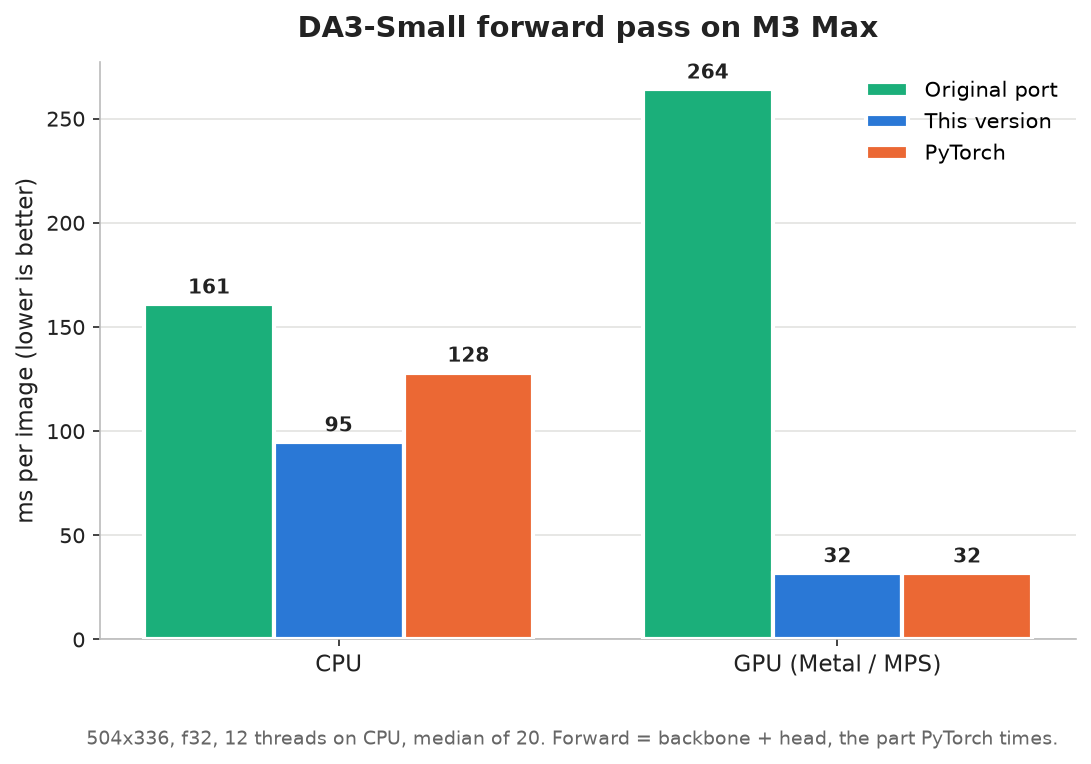 DA3-Small forward pass on M3 Max
264
Original port
This version
PyTorch
250
200
161
150
128
100
95
50
32
32
0
ms per image (lower is better)
CPU
GPU (Metal / MPS)
504x336, f32, 12 threads on CPU, median of 20. Forward = backbone + head, the part PyTorch times.